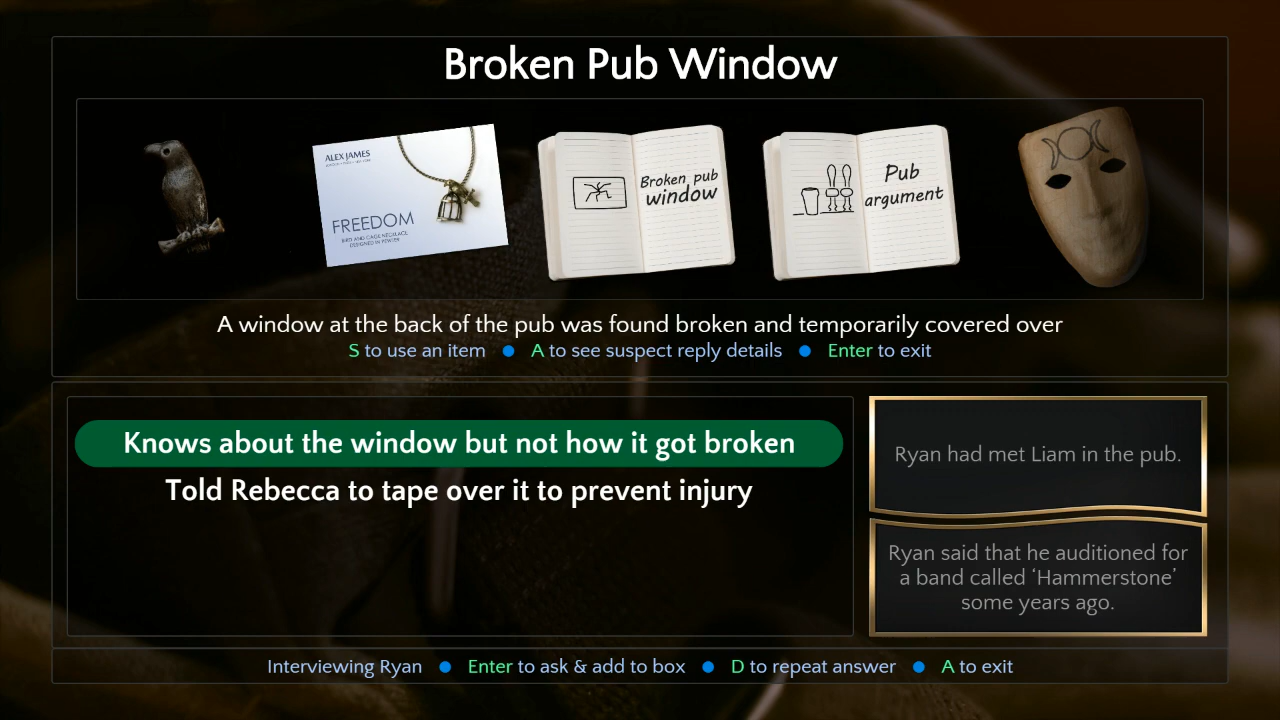 Broken Pub Window
ALEX JAMES
FREEDOM
BIRD AND CAGE NECKLACE
DESIGNED IN PEWTER
Broken pub
window
Pub
argument
A window at the back of the pub was found broken and temporarily covered over
S to use an item A to see suspect reply details Enter to exit
Knows about the window but not how it got broken
Told Rebecca to tape over it to prevent injury
Ryan had met Liam in the pub.
Ryan said that he auditioned for
a band called ‘Hammerstone’
some years ago.
Interviewing Ryan Enter to ask & add to box D to repeat answer A to exit